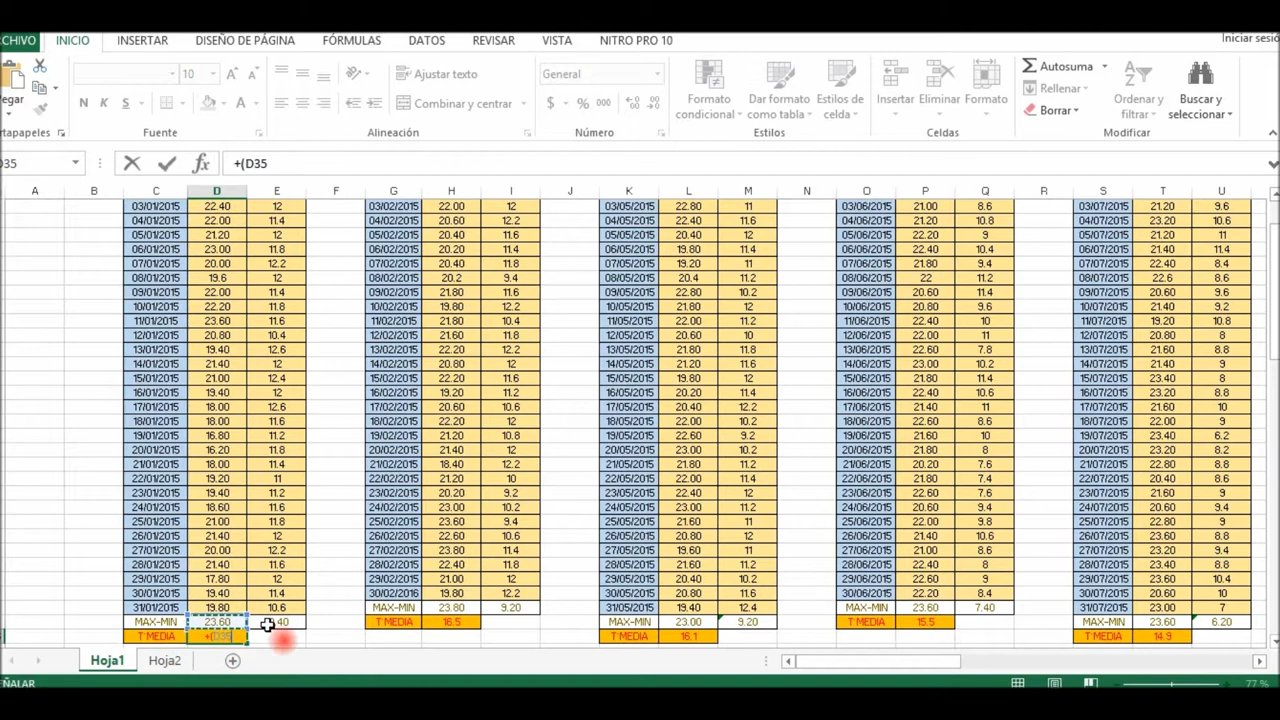 ARCHIVO INICIO INSERTAR DISEÑO DE PÁGINA FÓRMULAS DATOS REVISAR VISTA NITRO PRO 10 Iniciar sesió
10 A A Ajustar texto General Σ Autosuma
egar N K S A Combinar y centrar $ % 000 Formato condicional Dar formato como tabla Estilos de celda Insertar Eliminar Formato Rellenar Borrar Ordenar y filtrar Buscar y seleccionar
rtapapeles Fuente Alineación Número Estilos Celdas Modificar
D35 fx +(D35
A B C D E F G H I J K L M N O P Q R S T U
03/01/2015 22.40 12 03/02/2015 22.00 12 03/05/2015 22.80 11 03/06/2015 21.00 8.6 03/07/2015 21.20 9.6
04/01/2015 22.00 11.4 04/02/2015 20.60 12.2 04/05/2015 22.40 11.6 04/06/2015 21.20 10.8 04/07/2015 23.20 10.6
05/01/2015 21.20 12 05/02/2015 20.40 11.6 05/05/2015 20.40 12 05/06/2015 22.20 9 05/07/2015 21.60 11
06/01/2015 23.00 11.8 06/02/2015 20.20 11.4 06/05/2015 19.80 11 06/06/2015 22.60 10.4 06/07/2015 21.40 11.4
07/01/2015 20.00 12.2 07/02/2015 20.40 11.8 07/05/2015 19.20 11 07/06/2015 21.80 9.4 07/07/2015 22.40 8.4
08/01/2015 19.6 12 08/02/2015 20.2 9.4 08/05/2015 20.4 11.2 08/06/2015 22 11.2 08/07/2015 22.6 8.6
09/01/2015 22.00 11.4 09/02/2015 21.80 11.6 09/05/2015 22.80 10.2 09/06/2015 20.60 11.4 09/07/2015 20.60 9.6
10/01/2015 22.20 11.8 10/02/2015 19.80 12.2 10/05/2015 21.80 12 10/06/2015 20.80 9.6 10/07/2015 21.40 9.2
11/01/2015 23.60 11.6 11/02/2015 21.80 10.4 11/05/2015 22.00 11.2 11/06/2015 22.40 10 11/07/2015 19.20 10.8
12/01/2015 20.80 10.4 12/02/2015 21.60 11.8 12/05/2015 20.60 10 12/06/2015 22.00 11 12/07/2015 20.80 8
13/01/2015 19.40 12.6 13/02/2015 22.20 12.2 13/05/2015 21.80 11.8 13/06/2015 22.60 7.8 13/07/2015 21.60 8.8
14/01/2015 21.40 12 14/02/2015 20.80 12 14/05/2015 21.20 11.6 14/06/2015 23.00 10.2 14/07/2015 21.40 9
15/01/2015 21.00 12.4 15/02/2015 22.20 11.6 15/05/2015 19.80 12 15/06/2015 21.80 11.4 15/07/2015 23.40 8
16/01/2015 19.40 12 16/02/2015 19.20 11.2 16/05/2015 21.20 11.4 16/06/2015 22.40 10.6 16/07/2015 23.40 8.8
17/01/2015 18.00 12.6 17/02/2015 20.60 10.6 17/05/2015 20.40 12.2 17/06/2015 21.40 11 17/07/2015 21.60 10
18/01/2015 18.00 11.6 18/02/2015 22.20 12 18/05/2015 22.00 10.6 18/06/2015 22.60 8.6 18/07/2015 21.00 9
19/01/2015 16.80 11.2 19/02/2015 21.20 10.8 19/05/2015 22.60 9.2 19/06/2015 21.60 10 19/07/2015 23.40 6.2
20/01/2015 16.20 11.8 20/02/2015 21.40 12 20/05/2015 23.00 10.2 20/06/2015 21.80 8 20/07/2015 22.20 8.8
21/01/2015 18.00 11.4 21/02/2015 18.40 12.2 21/05/2015 21.80 11.2 21/06/2015 20.20 7.6 21/07/2015 22.80 8.8
22/01/2015 19.20 11 22/02/2015 19.20 10 22/05/2015 22.00 11.4 22/06/2015 21.80 7.4 22/07/2015 21.40 9
23/01/2015 19.40 11.2 23/02/2015 20.20 9.2 23/05/2015 22.40 12 23/06/2015 22.60 7.6 23/07/2015 21.60 9
24/01/2015 18.60 11.6 24/02/2015 23.00 10.2 24/05/2015 23.00 11.2 24/06/2015 22.60 7.4 24/07/2015 20.60 9.4
25/01/2015 21.00 11.8 25/02/2015 23.60 9.4 25/05/2015 21.60 11 25/06/2015 22.00 9.8 25/07/2015 22.80 9
26/01/2015 21.40 12 26/02/2015 22.60 10.6 26/05/2015 20.80 12 26/06/2015 21.40 10.6 26/07/2015 21.60 9
27/01/2015 20.00 12.2 27/02/2015 23.80 11.4 27/05/2015 19.60 11 27/06/2015 21.00 8.6 27/07/2015 23.20 9.4
28/01/2015 21.40 11.6 28/02/2015 22.40 11.8 28/05/2015 21.80 12 28/06/2015 23.60 9 28/07/2015 23.00 8.4
29/01/2015 17.80 12 29/02/2015 21.00 12 29/05/2015 21.20 11.6 29/06/2015 22.60 8 29/07/2015 23.60 10.4
30/01/2015 19.40 11.4 30/02/2016 19.80 12.2 30/05/2015 20.80 11.2 30/06/2015 22.40 8.4 30/07/2015 22.20 10
31/01/2015 19.80 10.6 MAX-MIN 23.80 9.20 31/05/2015 19.40 12.4 MAX-MIN 23.60 7.40 31/07/2015 23.00 7
MAX-MIN 23.60 .40 T°MEDIA 16.5 MAX-MIN 23.00 9.20 T°MEDIA 15.5 MAX-MIN 23.60 6.20
T°MEDIA +(D35 T°MEDIA 16.1 T°MEDIA 14.9
Hoja1 Hoja2
ÑALAR 77 %